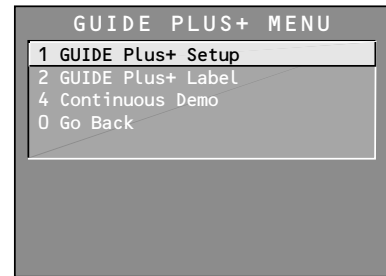 GUIDE PLUS+ MENU
1 GUIDE Plus+ Setup
2 GUIDE Plus+ Label
4 Continuous Demo
0 Go Back